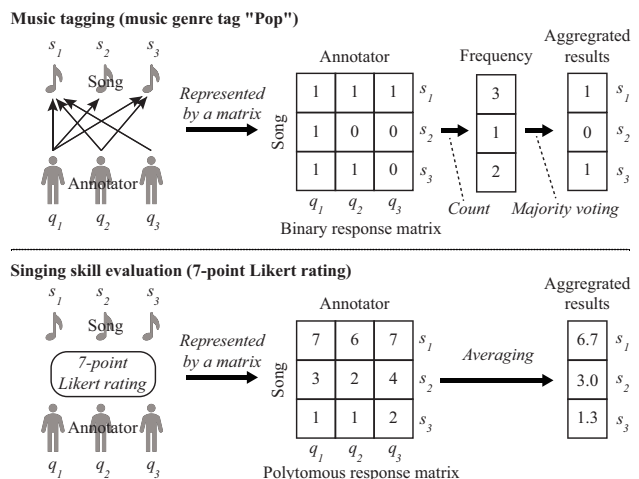 Music tagging (music genre tag "Pop")
s1 s2 s3
Song
Annotator
q1 q2 q3
Represented
by a matrix
Annotator
Song
1 1 1 s1
1 0 0 s2
1 1 0 s3
q1 q2 q3
Binary response matrix
Frequency
3
1
2
Count
Majority voting
Aggregrated
results
1 s1
0 s2
1 s3
Singing skill evaluation (7-point Likert rating)
s1 s2 s3
Song
7-point
Likert rating
Annotator
q1 q2 q3
Represented
by a matrix
Annotator
Song
7 6 7 s1
3 2 4 s2
1 1 2 s3
q1 q2 q3
Polytomous response matrix
Averaging
Aggregrated
results
6.7 s1
3.0 s2
1.3 s3